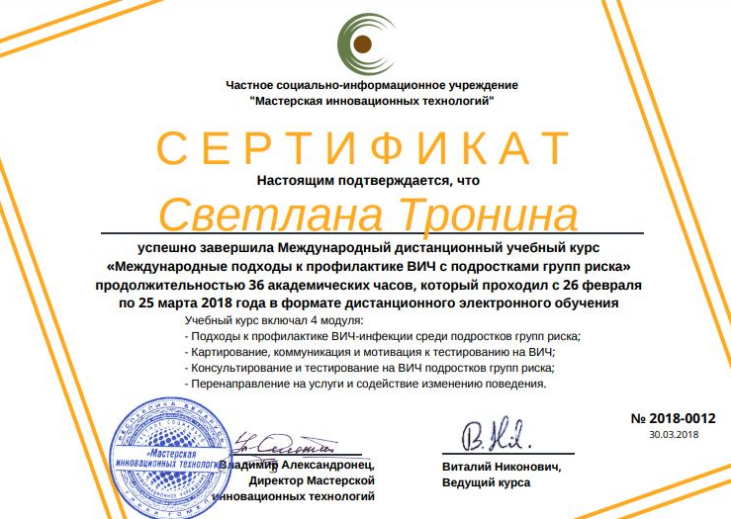 Частное социально-информационное учреждение
"Мастерская инновационных технологий"
СЕРТИФИКАТ
Настоящим подтверждается, что
Светлана Тронина
успешно завершила Международный дистанционный учебный курс
«Международные подходы к профилактике ВИЧ с подростками групп риска»
продолжительностью 36 академических часов, который проходил с 26 февраля
по 25 марта 2018 года в формате дистанционного электронного обучения
Учебный курс включал 4 модуля:
- Подходы к профилактике ВИЧ-инфекции среди подростков групп риска;
- Картирование, коммуникация и мотивация к тестированию на ВИЧ;
- Консультирование и тестирование на ВИЧ подростков групп риска;
- Перенаправление на услуги и содействие изменению поведения.
№ 2018-0012
30.03.2018
РЕСПУБЛИКА БЕЛАРУСЬ
«Мастерская
инновационных технологий
город Гомель
Владимир Александронец,
Директор Мастерской
инновационных технологий
Виталий Никонович,
Ведущий курса